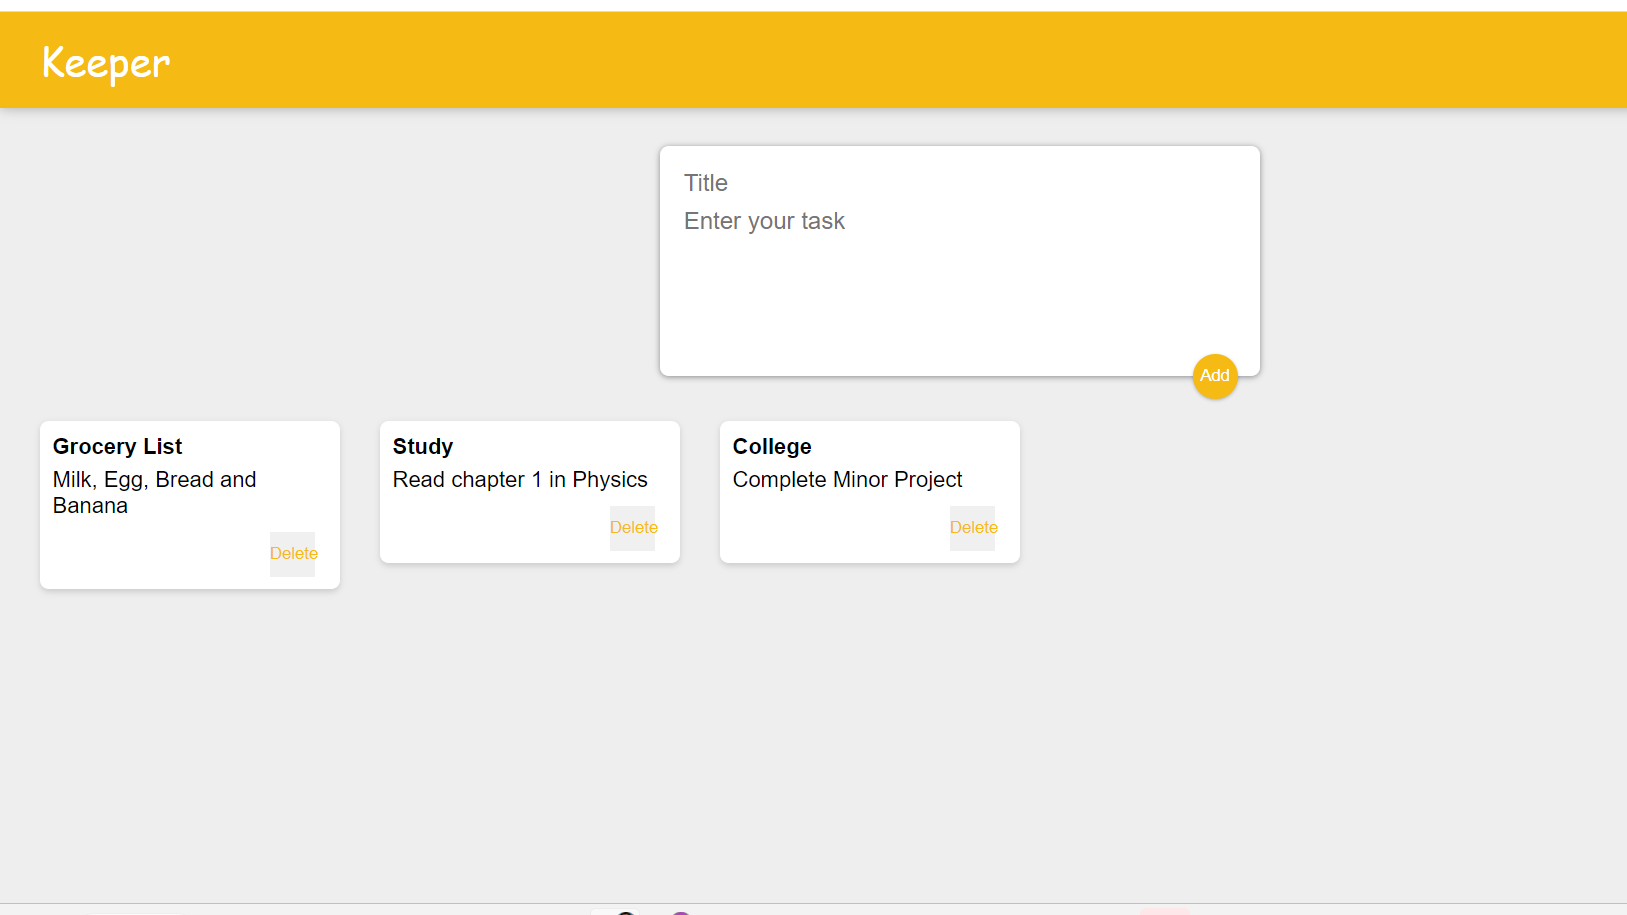 Keeper
Title
Enter your task
Add
Grocery List
Milk, Egg, Bread and
Banana
Delete
Study
Read chapter 1 in Physics
Delete
College
Complete Minor Project
Delete